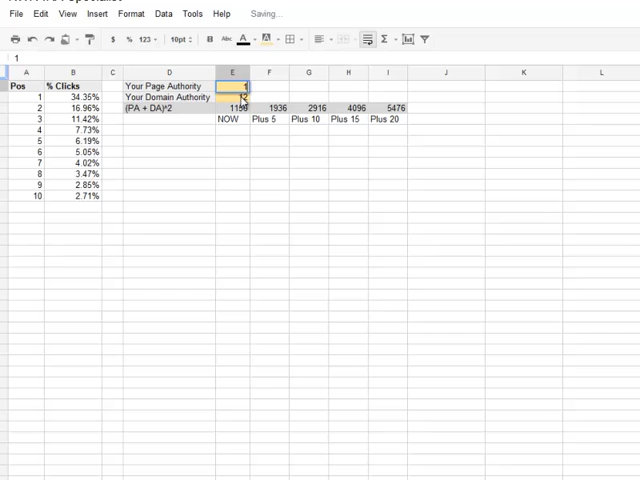 File Edit View Insert Format Data Tools Help Saving...
$ % 123 10pt B Abc A A Σ
1
A B C D E F G H I J K L
Pos % Clicks Your Page Authority 1
1 34.35% Your Domain Authority
2 16.96% (PA + DA)^2 1936 2916 4096 5476
3 11.42% NOW Plus 5 Plus 10 Plus 15 Plus 20
4 7.73%
5 6.19%
6 5.05%
7 4.02%
8 3.47%
9 2.85%
10 2.71%